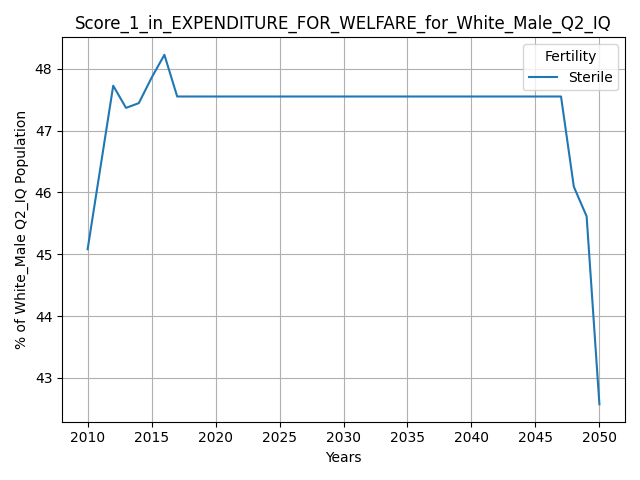 Score_1_in_EXPENDITURE_FOR_WELFARE_for_White_Male_Q2_IQ
Fertility
Sterile
% of White_Male Q2_IQ Population
48
47
46
45
44
43
2010 2015 2020 2025 2030 2035 2040 2045 2050
Years